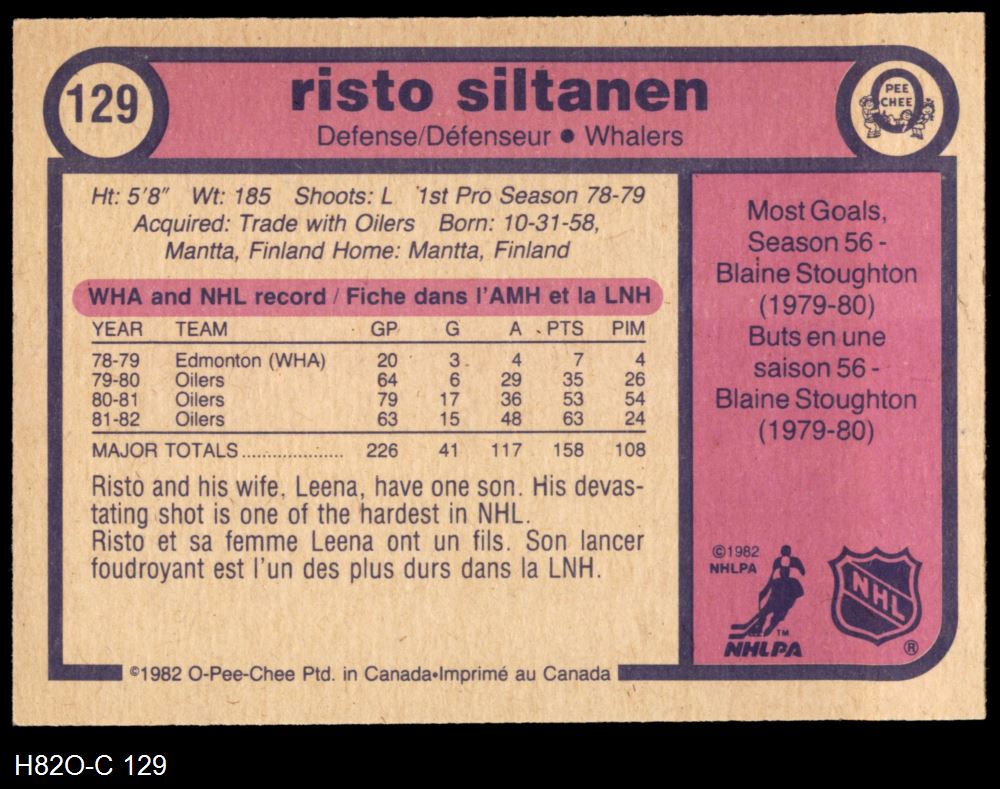 129
risto siltanen
Defense/Défenseur ● Whalers
O
PEE
CHEE
Ht: 5'8" Wt: 185 Shoots: L 1st Pro Season 78-79
Acquired: Trade with Oilers Born: 10-31-58,
Mantta, Finland Home: Mantta, Finland
WHA and NHL record / Fiche dans l'AMH et la LNH
YEAR TEAM GP G A PTS PIM
78-79 Edmonton (WHA) 20 3 4 7 4
79-80 Oilers 64 6 29 35 26
80-81 Oilers 79 17 36 53 54
81-82 Oilers 63 15 48 63 24
MAJOR TOTALS..................... 226 41 117 158 108
Risto and his wife, Leena, have one son. His devas-
tating shot is one of the hardest in NHL.
Risto et sa femme Leena ont un fils. Son lancer
foudroyant est l'un des plus durs dans la LNH.
Most Goals,
Season 56 -
Blaine Stoughton
(1979-80)
Buts en une
saison 56 -
Blaine Stoughton
(1979-80)
©1982
NHLPA
TM
NHLPA
NHL
®
©1982 O-Pee-Chee Ptd. in Canada•Imprimé au Canada
H82O-C 129